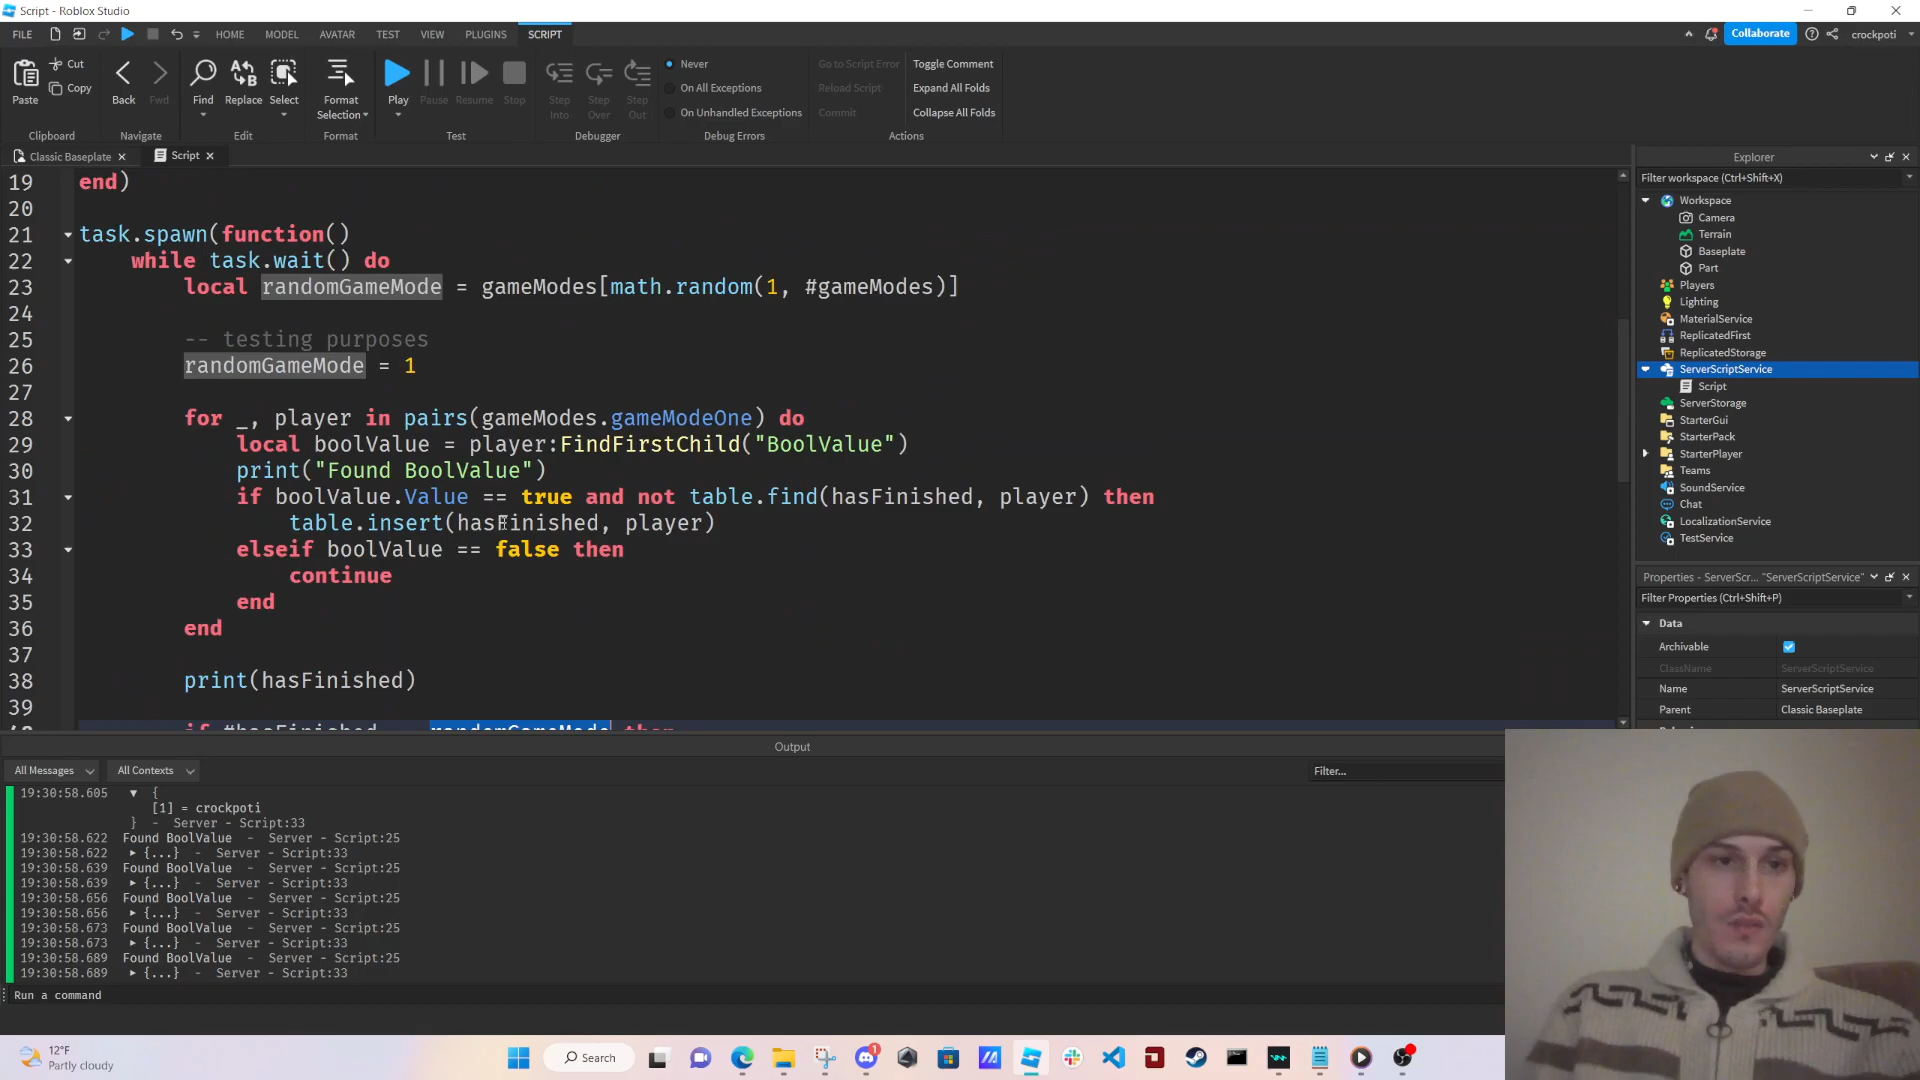 Script - Roblox Studio
FILE HOME MODEL AVATAR TEST VIEW PLUGINS SCRIPT Collaborate crockpoti
Paste Cut Copy Back Fwd Find Replace Select Format Selection Play Pause Resume Stop Step Into Step Over Step Out
Never On All Exceptions On Unhandled Exceptions
Go to Script Error Reload Script Commit
Toggle Comment Expand All Folds Collapse All Folds
Clipboard Navigate Edit Format Test Debugger Debug Errors Actions
Classic Baseplate Script
19 end)
20
21 task.spawn(function()
22 while task.wait() do
23 local randomGameMode = gameModes[math.random(1, #gameModes)]
24
25 -- testing purposes
26 randomGameMode = 1
27
28 for _, player in pairs(gameModes.gameModeOne) do
29 local boolValue = player:FindFirstChild("BoolValue")
30 print("Found BoolValue")
31 if boolValue.Value == true and not table.find(hasFinished, player) then
32 table.insert(hasFinished, player)
33 elseif boolValue == false then
34 continue
35 end
36 end
37
38 print(hasFinished)
39
Explorer
Filter workspace (Ctrl+Shift+X)
Workspace
Camera
Terrain
Baseplate
Part
Players
Lighting
MaterialService
ReplicatedFirst
ReplicatedStorage
ServerScriptService
Script
ServerStorage
StarterGui
StarterPack
StarterPlayer
Teams
SoundService
Chat
LocalizationService
TestService
Properties - ServerScr... "ServerScriptService"
Filter Properties (Ctrl+Shift+P)
Data
Archivable
ClassName ServerScriptService
Name ServerScriptService
Parent Classic Baseplate
Output
All Messages All Contexts Filter...
19:30:58.605 ▼ {
[1] = crockpoti
} - Server - Script:33
19:30:58.622 Found BoolValue - Server - Script:25
19:30:58.622 ▶ {...} - Server - Script:33
19:30:58.639 Found BoolValue - Server - Script:25
19:30:58.639 ▶ {...} - Server - Script:33
19:30:58.656 Found BoolValue - Server - Script:25
19:30:58.656 ▶ {...} - Server - Script:33
19:30:58.673 Found BoolValue - Server - Script:25
19:30:58.673 ▶ {...} - Server - Script:33
19:30:58.689 Found BoolValue - Server - Script:25
19:30:58.689 ▶ {...} - Server - Script:33
Run a command
12°F
Partly cloudy
Search
1